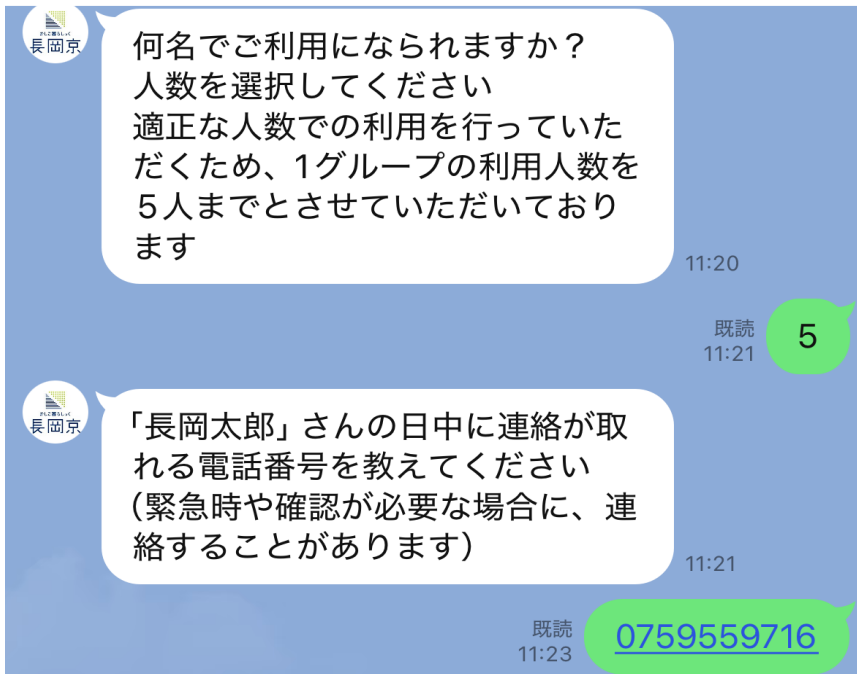 長岡京
何名でご利用になられますか？
人数を選択してください
適正な人数での利用を行っていた
だくため、1グループの利用人数を
５人までとさせていただいており
ます
11:20
既読
11:21
5
長岡京
「長岡太郎」さんの日中に連絡が取
れる電話番号を教えてください
（緊急時や確認が必要な場合に、連
絡することがあります）
11:21
既読
11:23
0759559716